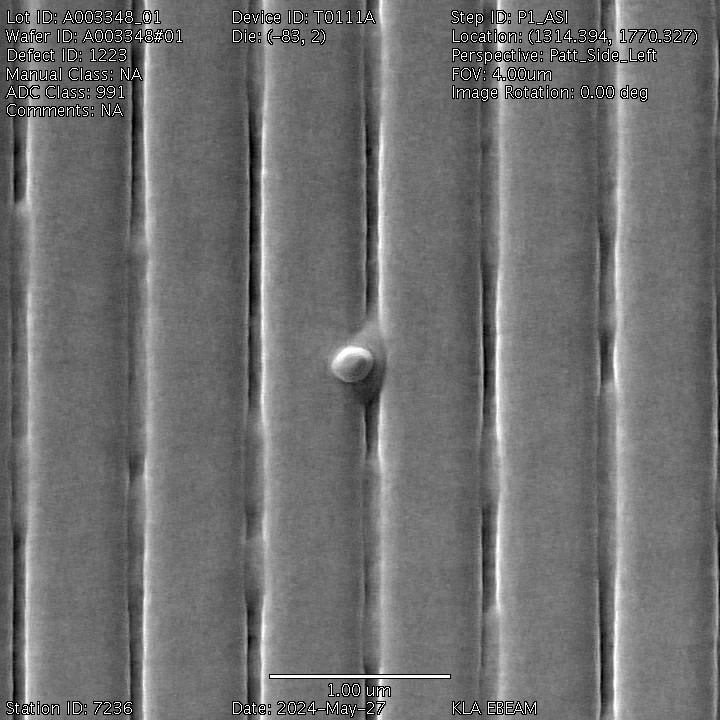 Lot ID: A003348_01
Device ID: T0111A
Step ID: P1_ASI
Wafer ID: A003348#01
Die: (-83, 2)
Location: (1314.394, 1770.327)
Defect ID: 1223
Perspective: Patt_Side_Left
Manual Class: NA
FOV: 4.00um
ADC Class: 991
Image Rotation: 0.00 deg
Comments: NA
1.00 um
Station ID: 7236
Date: 2024-May-27
KLA EBEAM